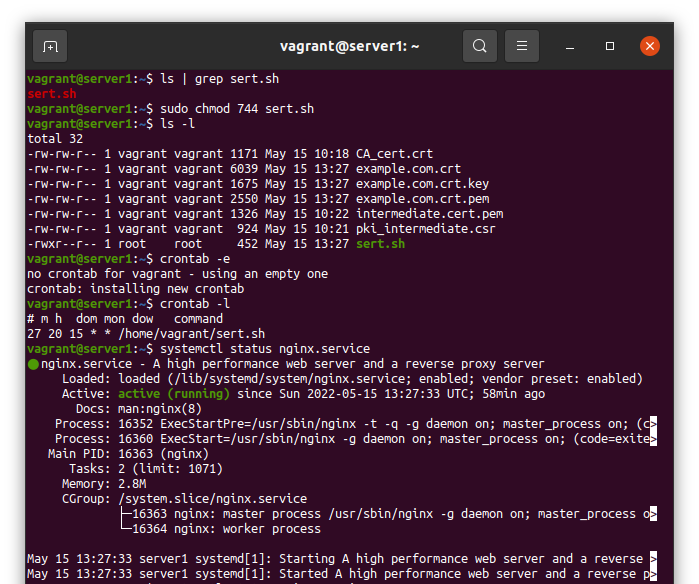 vagrant@server1: ~
vagrant@server1:~$ ls | grep sert.sh
sert.sh
vagrant@server1:~$ sudo chmod 744 sert.sh
vagrant@server1:~$ ls -l
total 32
-rw-rw-r-- 1 vagrant vagrant 1171 May 15 10:18 CA_cert.crt
-rw-rw-r-- 1 vagrant vagrant 6039 May 15 13:27 example.com.crt
-rw-rw-r-- 1 vagrant vagrant 1675 May 15 13:27 example.com.crt.key
-rw-rw-r-- 1 vagrant vagrant 2550 May 15 13:27 example.crt.pem
-rw-rw-r-- 1 vagrant vagrant 1326 May 15 10:22 intermediate.cert.pem
-rw-rw-r-- 1 vagrant vagrant  924 May 15 10:21 pki_intermediate.csr
-rwxr--r-- 1 root    root     452 May 15 13:27 sert.sh
vagrant@server1:~$ crontab -e
no crontab for vagrant - using an empty one
crontab: installing new crontab
vagrant@server1:~$ crontab -l
# m h  dom mon dow   command
27 20 15 * * /home/vagrant/sert.sh
vagrant@server1:~$ systemctl status nginx.service
● nginx.service - A high performance web server and a reverse proxy server
     Loaded: loaded (/lib/systemd/system/nginx.service; enabled; vendor preset: enabled)
     Active: active (running) since Sun 2022-05-15 13:27:33 UTC; 58min ago
       Docs: man:nginx(8)
    Process: 16352 ExecStartPre=/usr/sbin/nginx -t -q -g daemon on; master_process on; (c>
    Process: 16360 ExecStart=/usr/sbin/nginx -g daemon on; master_process on; (code=exite>
   Main PID: 16363 (nginx)
      Tasks: 2 (limit: 1071)
     Memory: 2.8M
     CGroup: /system.slice/nginx.service
             ├─16363 nginx: master process /usr/sbin/nginx -g daemon on; master_process o>
             └─16364 nginx: worker process
May 15 13:27:33 server1 systemd[1]: Starting A high performance web server and a reverse >
May 15 13:27:33 server1 systemd[1]: Started A high performance web server and a reverse p>